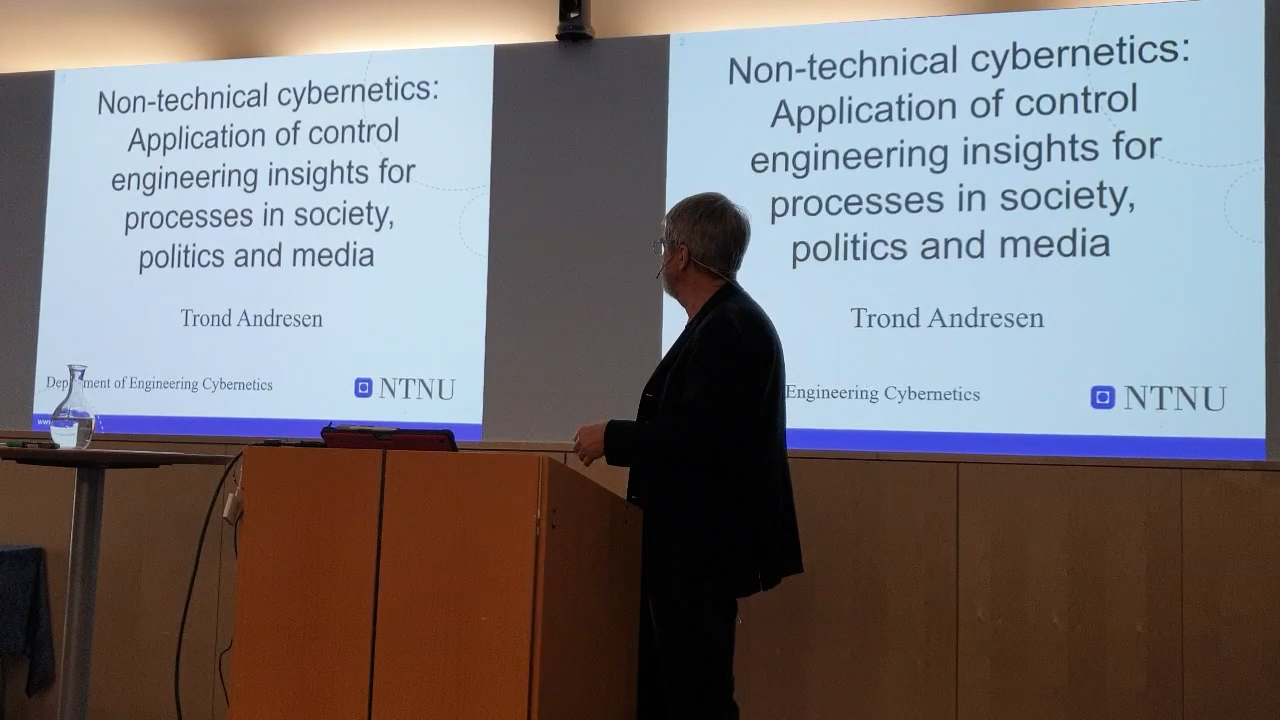 Non-technical cybernetics:
Application of control
engineering insights for
processes in society,
politics and media
Trond Andresen
of Engineering Cybernetics
NTNU
Non-technical cybernetics:
Application of control
engineering insights for
processes in society,
politics and media
Trond Andresen
Engineering Cybernetics
NTNU